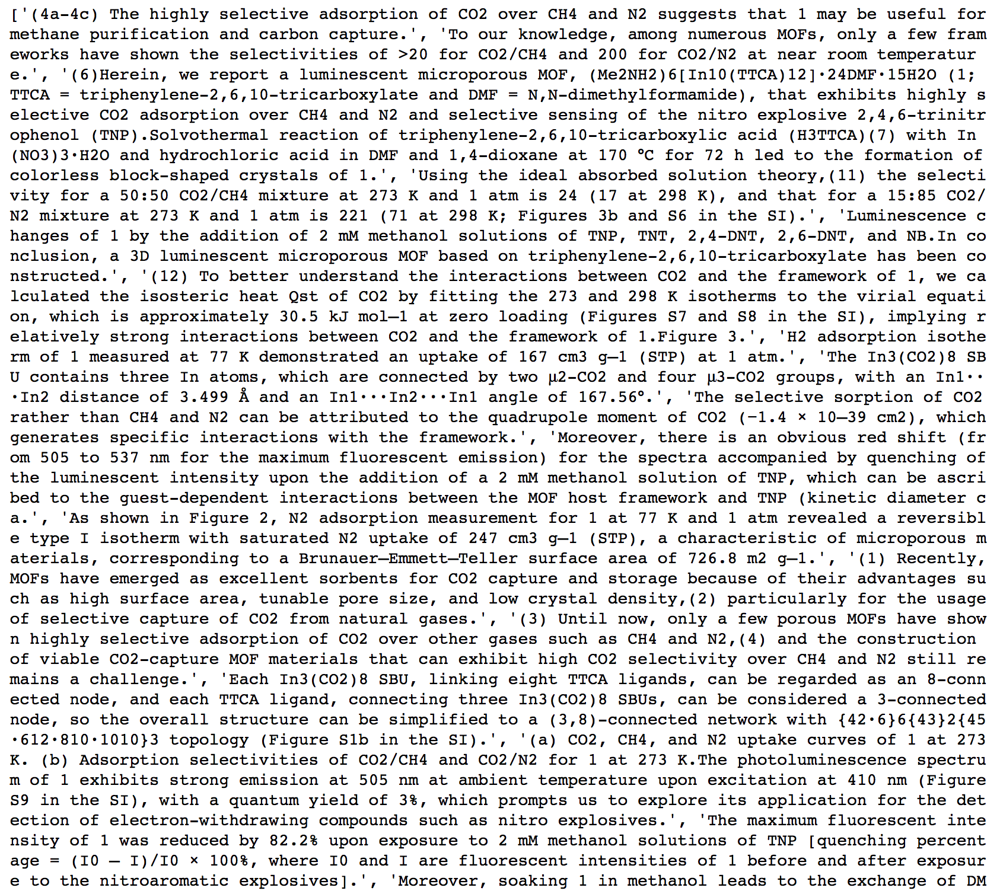 ['(4a-4c) The highly selective adsorption of CO2 over CH4 and N2 suggests that 1 may be useful for
methane purification and carbon capture.', 'To our knowledge, among numerous MOFs, only a few fram
eworks have shown the selectivities of >20 for CO2/CH4 and 200 for CO2/N2 at near room temperatur
e.', '(6)Herein, we report a luminescent microporous MOF, (Me2NH2)6[In10(TTCA)12]·24DMF·15H2O (1;
TTCA = triphenylene-2,6,10-tricarboxylate and DMF = N,N-dimethylformamide), that exhibits highly s
elective CO2 adsorption over CH4 and N2 and selective sensing of the nitro explosive 2,4,6-trinitr
ophenol (TNP).Solvothermal reaction of triphenylene-2,6,10-tricarboxylic acid (H3TTCA)(7) with In
(NO3)3·H2O and hydrochloric acid in DMF and 1,4-dioxane at 170 °C for 72 h led to the formation of
colorless block-shaped crystals of 1.', 'Using the ideal absorbed solution theory,(11) the selecti
vity for a 50:50 CO2/CH4 mixture at 273 K and 1 atm is 24 (17 at 298 K), and that for a 15:85 CO2/
N2 mixture at 273 K and 1 atm is 221 (71 at 298 K; Figures 3b and S6 in the SI).', 'Luminescence c
hanges of 1 by the addition of 2 mM methanol solutions of TNP, TNT, 2,4-DNT, 2,6-DNT, and NB.In co
nclusion, a 3D luminescent microporous MOF based on triphenylene-2,6,10-tricarboxylate has been co
nstructed.', '(12) To better understand the interactions between CO2 and the framework of 1, we ca
lculated the isosteric heat Qst of CO2 by fitting the 273 and 298 K isotherms to the virial equati
on, which is approximately 30.5 kJ mol–1 at zero loading (Figures S7 and S8 in the SI), implying r
elatively strong interactions between CO2 and the framework of 1.Figure 3.', 'H2 adsorption isothe
rm of 1 measured at 77 K demonstrated an uptake of 167 cm3 g–1 (STP) at 1 atm.', 'The In3(CO2)8 SB
U contains three In atoms, which are connected by two μ2-CO2 and four μ3-CO2 groups, with an In1··
·In2 distance of 3.499 Å and an In1···In2···In1 angle of 167.56°.', 'The selective sorption of CO2
rather than CH4 and N2 can be attributed to the quadrupole moment of CO2 (−1.4 × 10–39 cm2), which
generates specific interactions with the framework.', 'Moreover, there is an obvious red shift (fr
om 505 to 537 nm for the maximum fluorescent emission) for the spectra accompanied by quenching of
the luminescent intensity upon the addition of a 2 mM methanol solution of TNP, which can be ascri
bed to the guest-dependent interactions between the MOF host framework and TNP (kinetic diameter c
a.', 'As shown in Figure 2, N2 adsorption measurement for 1 at 77 K and 1 atm revealed a reversibl
e type I isotherm with saturated N2 uptake of 247 cm3 g–1 (STP), a characteristic of microporous m
aterials, corresponding to a Brunauer–Emmett–Teller surface area of 726.8 m2 g–1.', '(1) Recently,
MOFs have emerged as excellent sorbents for CO2 capture and storage because of their advantages su
ch as high surface area, tunable pore size, and low crystal density,(2) particularly for the usage
of selective capture of CO2 from natural gases.', '(3) Until now, only a few porous MOFs have show
n highly selective adsorption of CO2 over other gases such as CH4 and N2,(4) and the construction
of viable CO2-capture MOF materials that can exhibit high CO2 selectivity over CH4 and N2 still re
mains a challenge.', 'Each In3(CO2)8 SBU, linking eight TTCA ligands, can be regarded as an 8-conn
ected node, and each TTCA ligand, connecting three In3(CO2)8 SBUs, can be considered a 3-connected
node, so the overall structure can be simplified to a (3,8)-connected network with {42·6}6{43}2{45
·612·810·1010}3 topology (Figure S1b in the SI).', '(a) CO2, CH4, and N2 uptake curves of 1 at 273
K. (b) Adsorption selectivities of CO2/CH4 and CO2/N2 for 1 at 273 K.The photoluminescence spectru
m of 1 exhibits strong emission at 505 nm at ambient temperature upon excitation at 410 nm (Figure
S9 in the SI), with a quantum yield of 3%, which prompts us to explore its application for the det
ection of electron-withdrawing compounds such as nitro explosives.', 'The maximum fluorescent inte
nsity of 1 was reduced by 82.2% upon exposure to 2 mM methanol solutions of TNP [quenching percent
age = (I0 – I)/I0 × 100%, where I0 and I are fluorescent intensities of 1 before and after exposur
e to the nitroaromatic explosives].', 'Moreover, soaking 1 in methanol leads to the exchange of DM